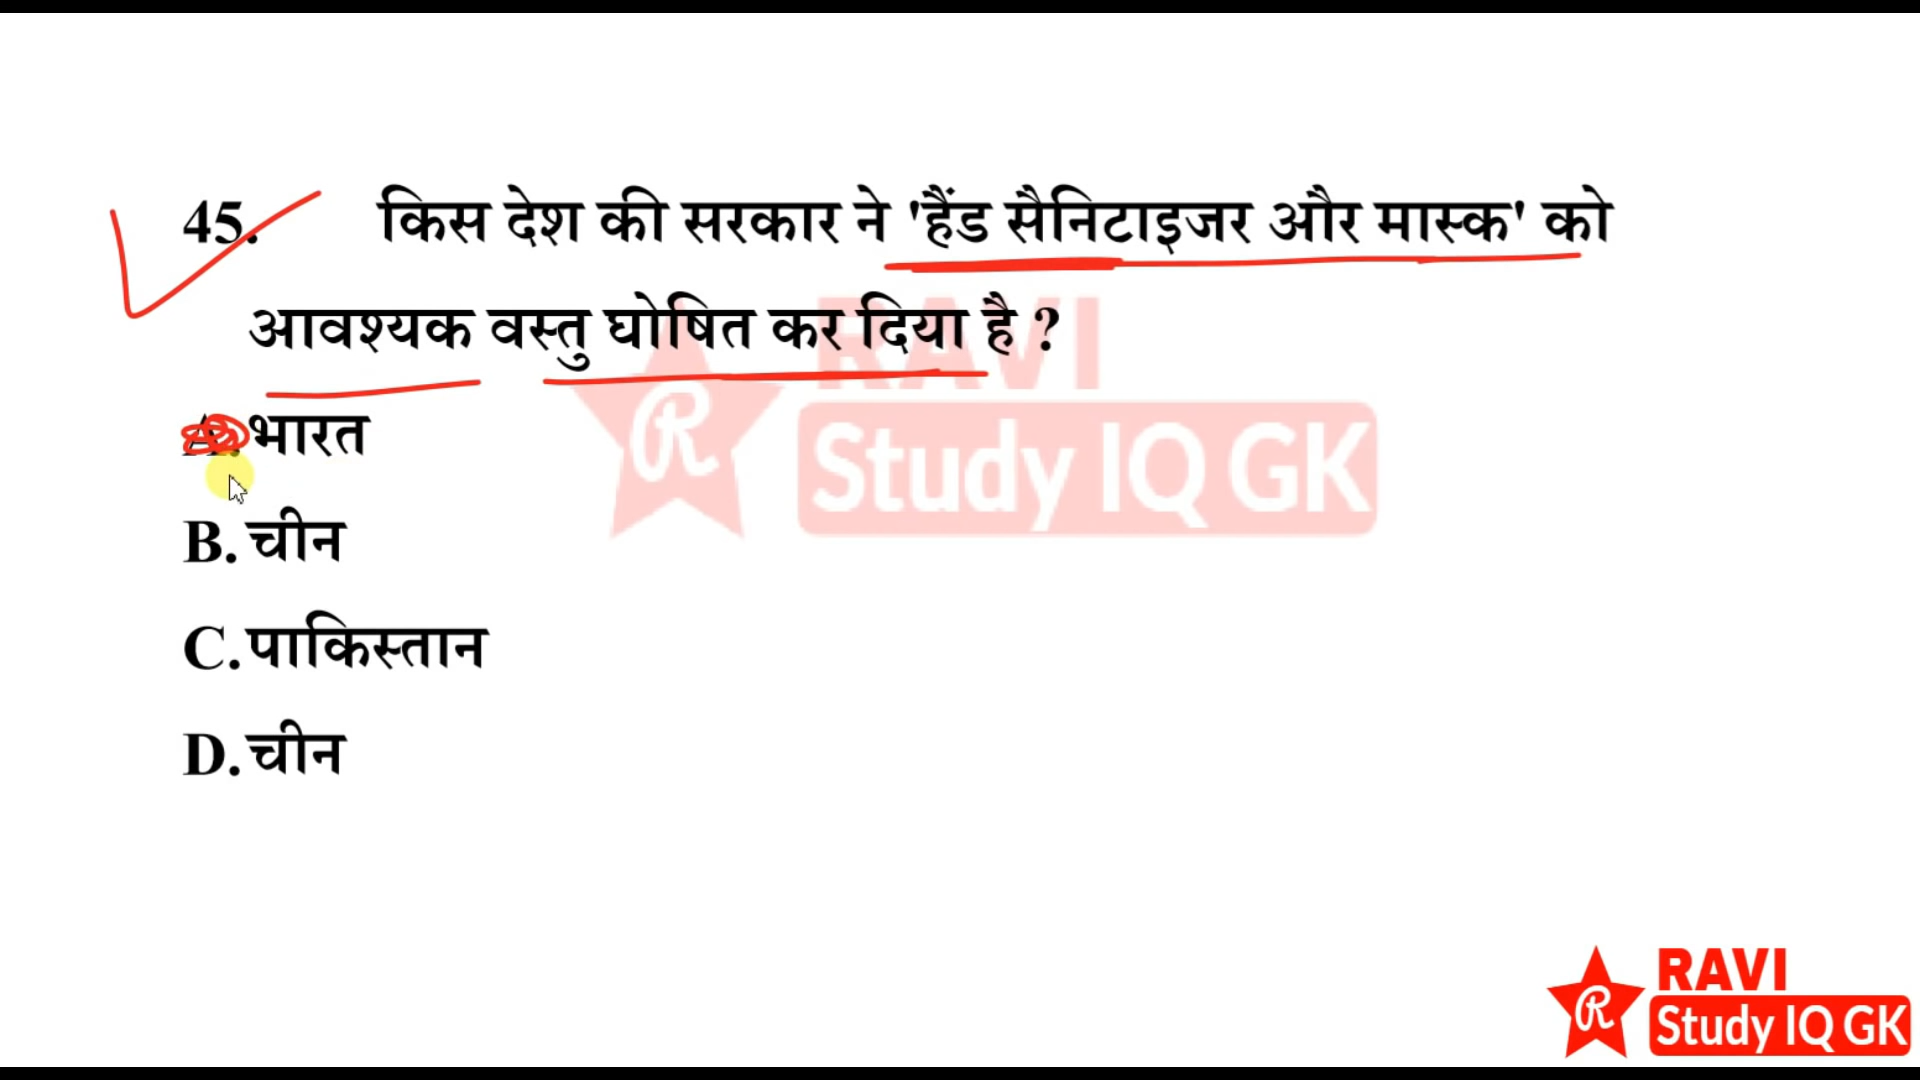 45. किस देश की सरकार ने 'हैंड सैनिटाइजर और मास्क' को
आवश्यक वस्तु घोषित कर दिया है ?
A. भारत
B. चीन
C. पाकिस्तान
D. चीन
RAVI
Study IQ GK
R
RAVI
Study IQ GK
R